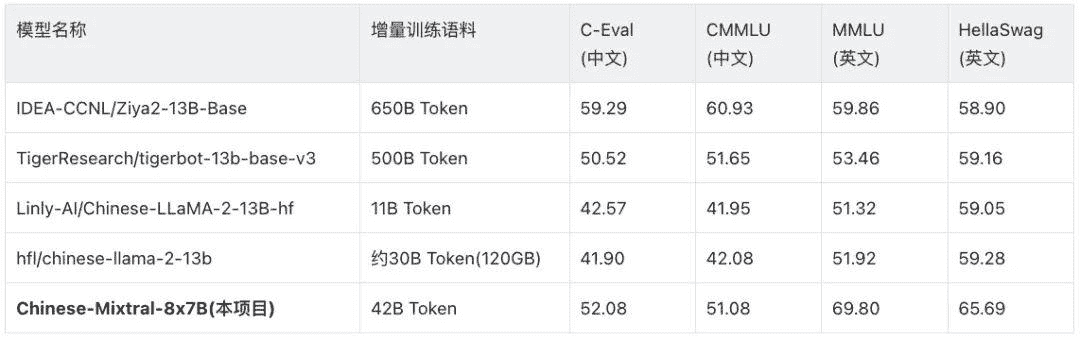 模型名称 增量训练语料 C-Eval CMMLU MMLU HellaSwag
(中文) (中文) (英文) (英文)
IDEA-CCNL/Ziya2-13B-Base 650B Token 59.29 60.93 59.86 58.90
TigerResearch/tigerbot-13b-base-v3 500B Token 50.52 51.65 53.46 59.16
Linly-AI/Chinese-LLaMA-2-13B-hf 11B Token 42.57 41.95 51.32 59.05
hfl/chinese-llama-2-13b 约30B Token(120GB) 41.90 42.08 51.92 59.28
Chinese-Mixtral-8x7B(本项目) 42B Token 52.08 51.08 69.80 65.69